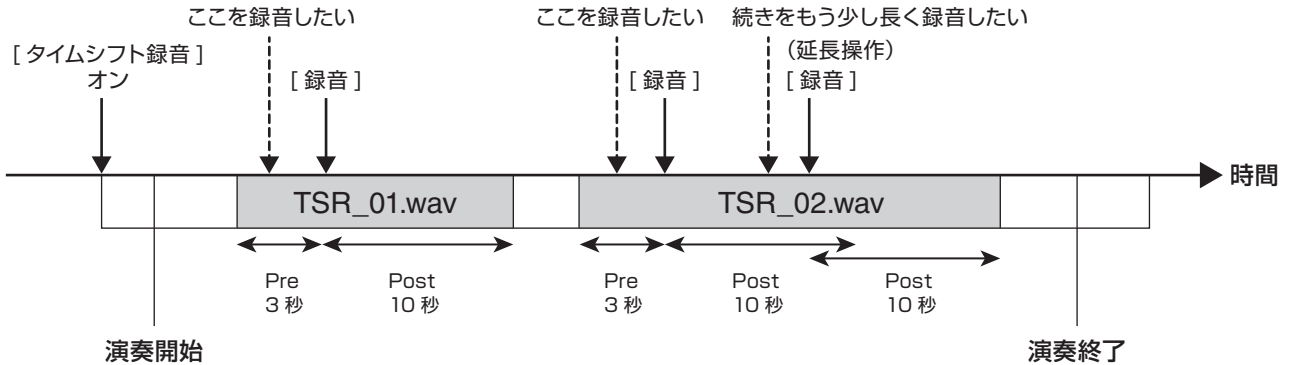 ここを録音したい
ここを録音したい
続きをもう少し長く録音したい
[ タイムシフト録音 ]
オン
[ 録音 ]
[ 録音 ]
（延長操作）
[ 録音 ]
時間
TSR_01.wav
TSR_02.wav
Pre
3 秒
Post
10 秒
Pre
3 秒
Post
10 秒
Post
10 秒
演奏開始
演奏終了